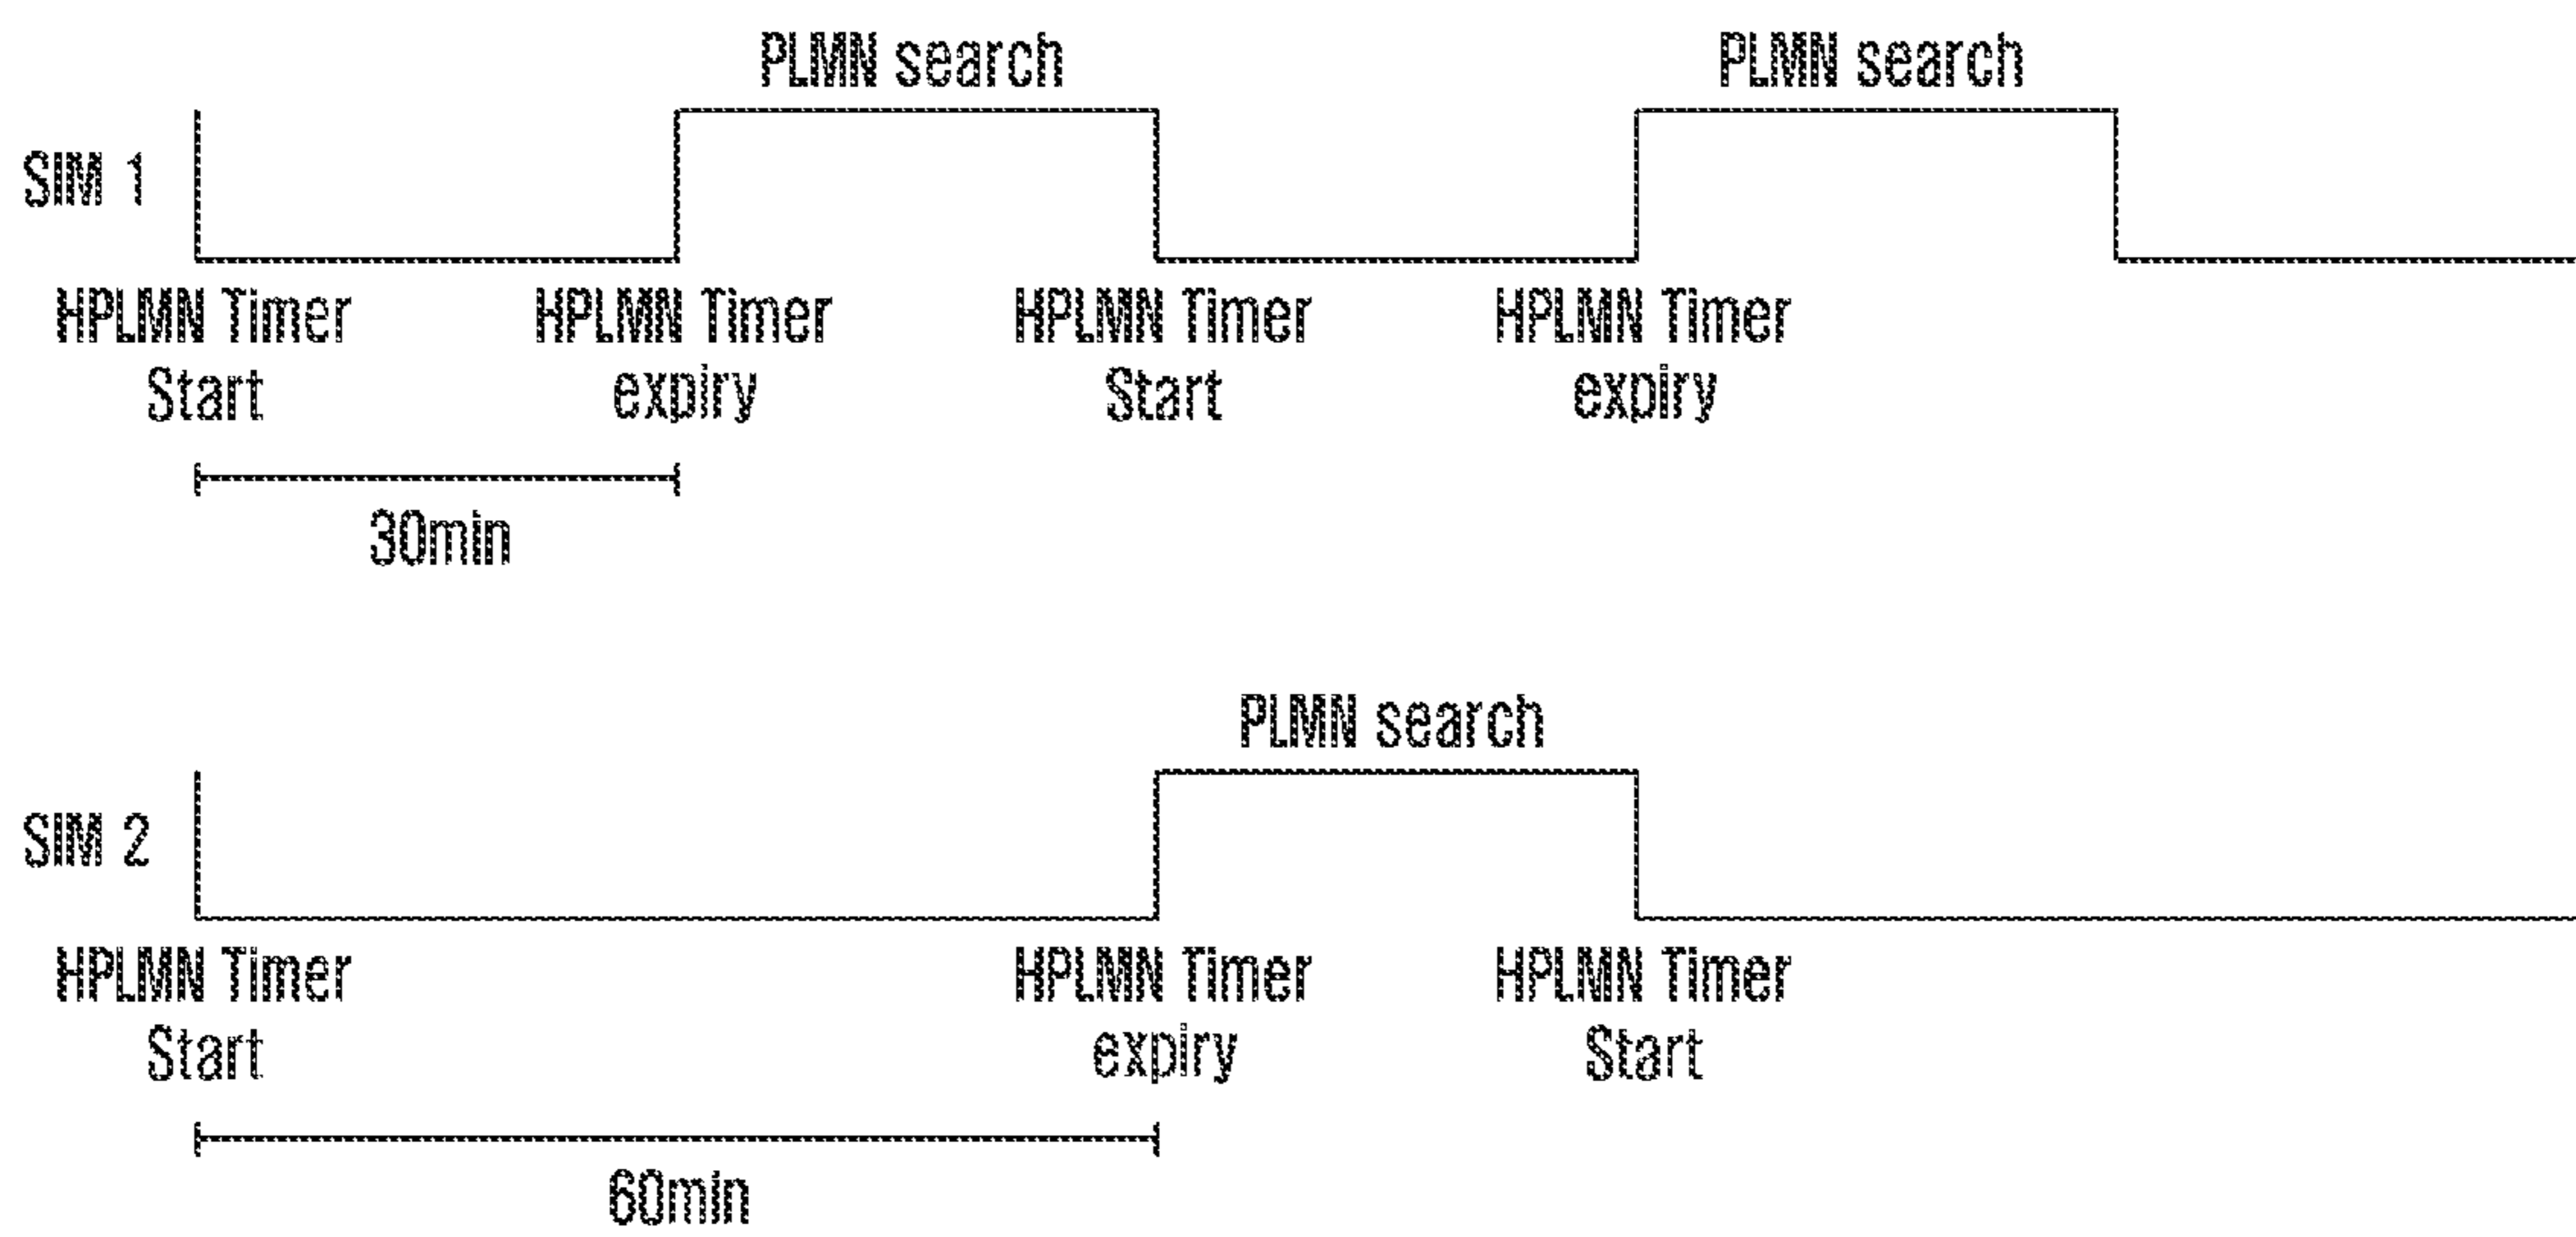 PLMN search
PLMN search
SIM 1
HPLMN Timer
Start
HPLMN Timer
expiry
HPLMN Timer
Start
HPLMN Timer
expiry
30min
PLMN search
SIM 2
HPLMN Timer
Start
HPLMN Timer
expiry
HPLMN Timer
Start
60min